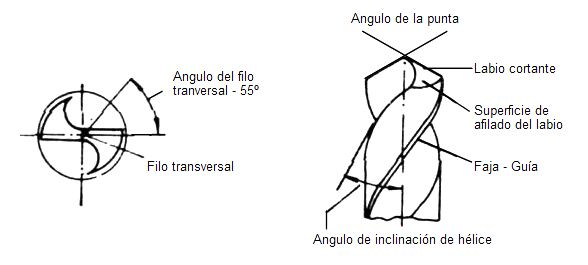 Angulo del filo
tranversal - 55º
Filo transversal
Angulo de la punta
Labio cortante
Superficie de
afilado del labio
Faja - Guía
Angulo de inclinación de hélice